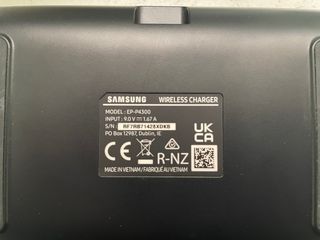 SAMSUNG WIRELESS CHARGER
MODEL : EP-P4300
INPUT : 9.0 V ⎓ 1.67 A
S/N : RF7R871428XDKB
PO Box 12987, Dublin, IE
UK
CA
CE R-NZ
MADE IN VIETNAM / FABRIQUÉ AU VIETNAM